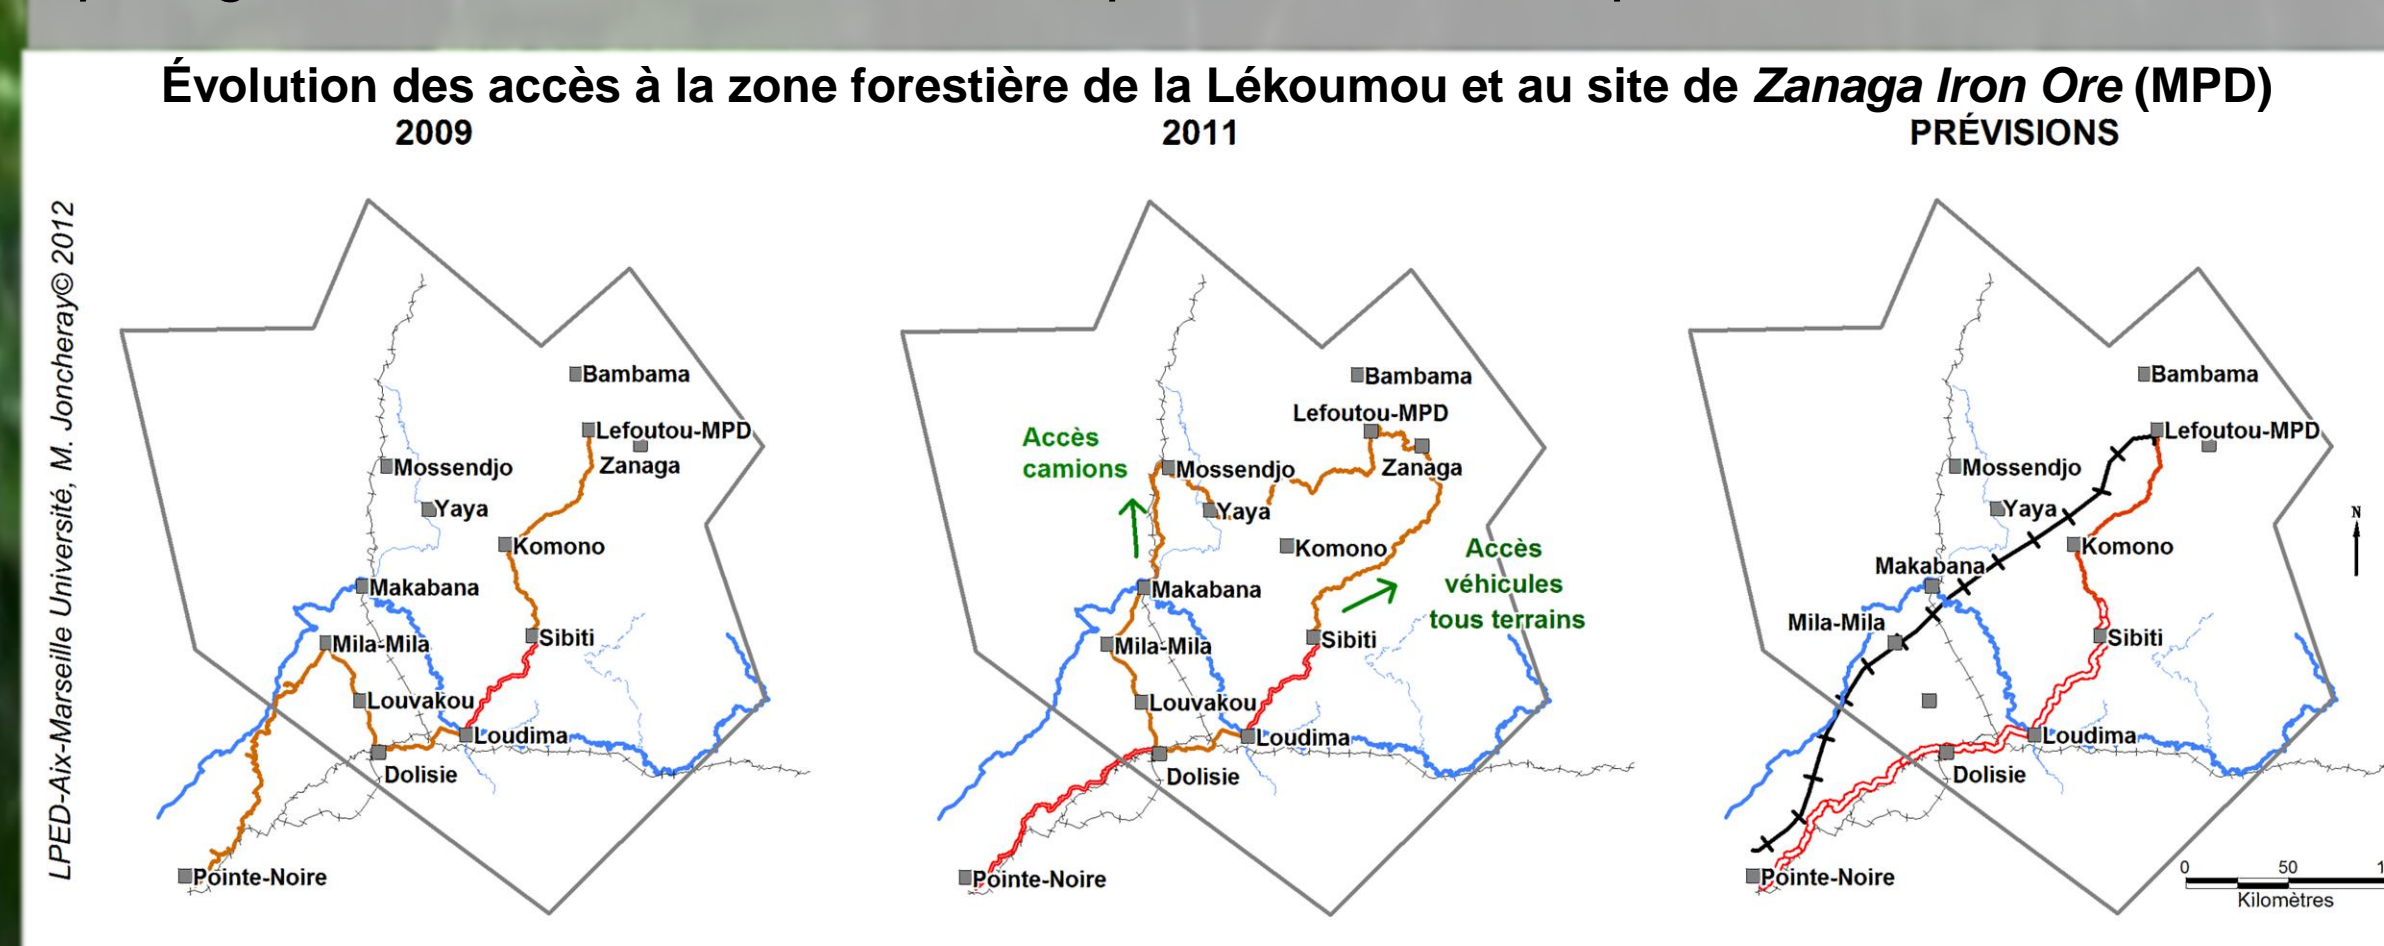 Évolution des accès à la zone forestière de la Lékoumou et au site de Zanaga Iron Ore (MPD)
2009
2011
PRÉVISIONS
LPED-Aix-Marseille Université, M. Joncheray© 2012
Bambama
Lefoutou-MPD
Zanaga
Mossendjo
Yaya
Komono
Makabana
Sibiti
Mila-Mila
Louvakou
Loudima
Dolisie
Pointe-Noire
Bambama
Lefoutou-MPD
Accès
camions
Mossendjo
Zanaga
Yaya
Komono
Accès
véhicules
tous terrains
Makabana
Sibiti
Mila-Mila
Louvakou
Loudima
Dolisie
Pointe-Noire
Bambama
Lefoutou-MPD
Mossendjo
Yaya
Komono
Makabana
Mila-Mila
Sibiti
Loudima
Dolisie
Pointe-Noire
N
0 50
Kilomètres